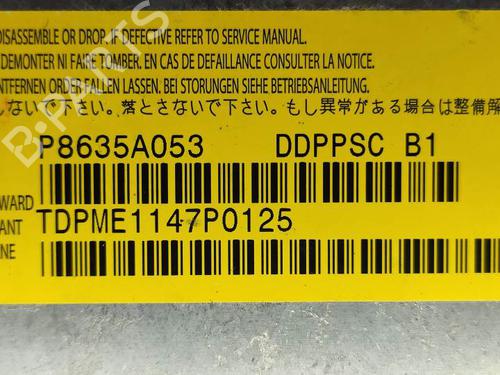 DISASSEMBLE OR DROP. IF DEFECTIVE REFER TO SERVICE MANUAL.
DEMONTER NI FAIRE TOMBER. EN CAS DE DEFAILLANCE CONSULTER LA NOTICE.
ENTFERNEN ODER FALLEN LASSEN. BEI STORUNGEN SIEHE BETRIEBSANLEITUNG.
しないで下さい。落とさないで下さい。もし異常がある場合は整備解
P8635A053 DDPPSC B1
WARD
ANT TDPME1147P0125
NE
B-PARTS